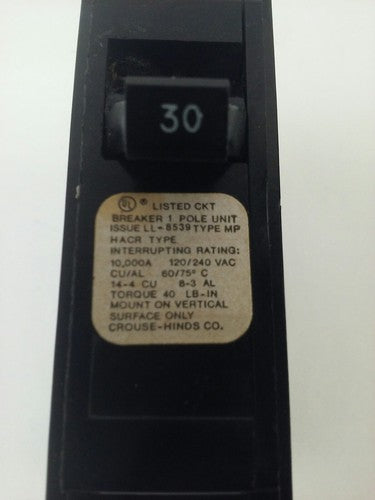 30
UL ® LISTED CKT
BREAKER 1 POLE UNIT
ISSUE LL-8539 TYPE MP
HACR TYPE
INTERRUPTING RATING:
10,000A 120/240 VAC
CU/AL 60/75° C
14-4 CU 8-3 AL
TORQUE 40 LB-IN
MOUNT ON VERTICAL
SURFACE ONLY
CROUSE-HINDS CO.